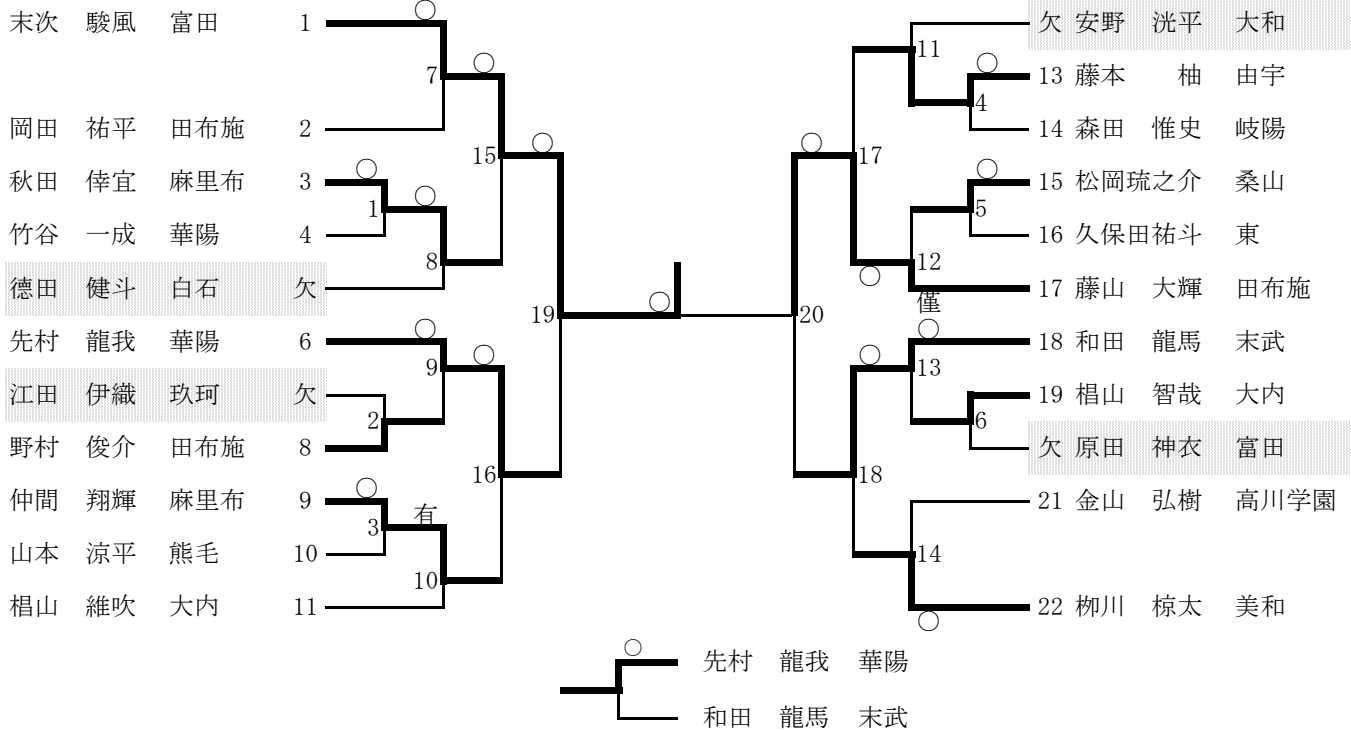 末次 駿風 富田 1
岡田 祐平 田布施 2
秋田 倖宜 麻里布 3
竹谷 一成 華陽 4
德田 健斗 白石 欠
先村 龍我 華陽 6
江田 伊織 玖珂 欠
野村 俊介 田布施 8
仲間 翔輝 麻里布 9
山本 涼平 熊毛 10
椙山 維吹 大内 11
○
7
○
○
1
○
8
15
○
○
9
○
2
○
3
有
10
16
19
○
欠 安野 洸平 大和
13 藤本 柚 由宇
14 森田 惟史 岐陽
15 松岡琉之介 桑山
16 久保田祐斗 東
17 藤山 大輝 田布施
18 和田 龍馬 末武
19 椙山 智哉 大内
欠 原田 神衣 富田
21 金山 弘樹 高川学園
22 栁川 椋太 美和
11
○
4
○
17
○
5
○
12
僅
20
○
○
13
6
18
14
○
○
先村 龍我 華陽
和田 龍馬 末武